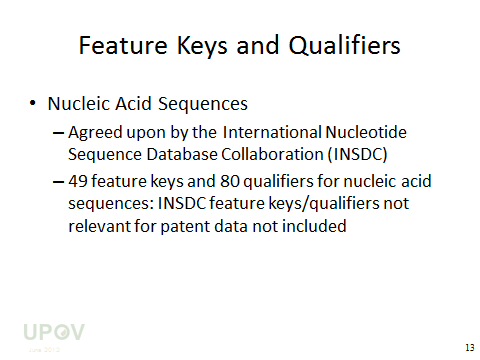 Feature Keys and Qualifiers
• Nucleic Acid Sequences
– Agreed upon by the International Nucleotide
Sequence Database Collaboration (INSDC)
– 49 feature keys and 80 qualifiers for nucleic acid
sequences: INSDC feature keys/qualifiers not
relevant for patent data not included
UPOV
13